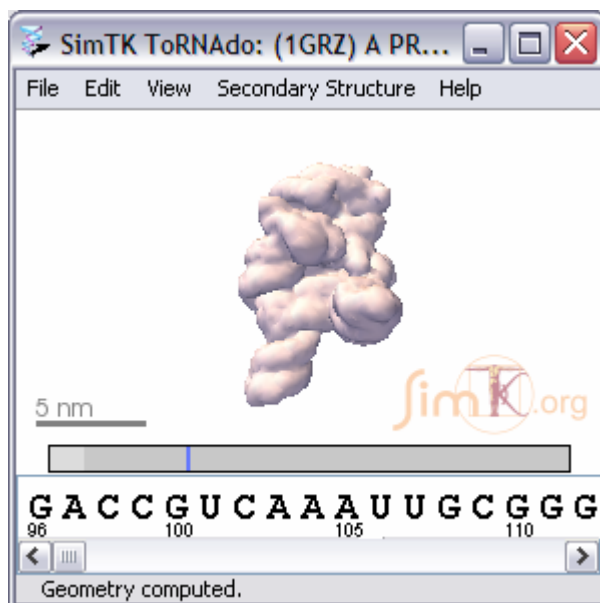 SimTK ToRNAdo: (1GRZ) A PR...
File Edit View Secondary Structure Help
5 nm
SimTK.org
G A C C G U C A A A U U G C G G G
96 100 105 110
Geometry computed.